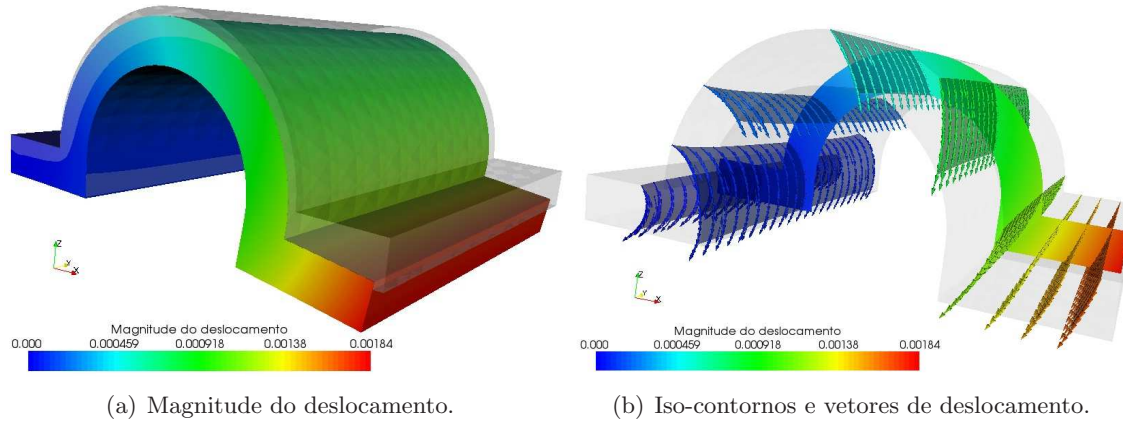 Z
Y
X
Magnitude do deslocamento
0.000 0.000459 0.000918 0.00138 0.00184
(a) Magnitude do deslocamento.
Z
Y
X
Magnitude do deslocamento
0.000 0.000459 0.000918 0.00138 0.00184
(b) Iso-contornos e vetores de deslocamento.